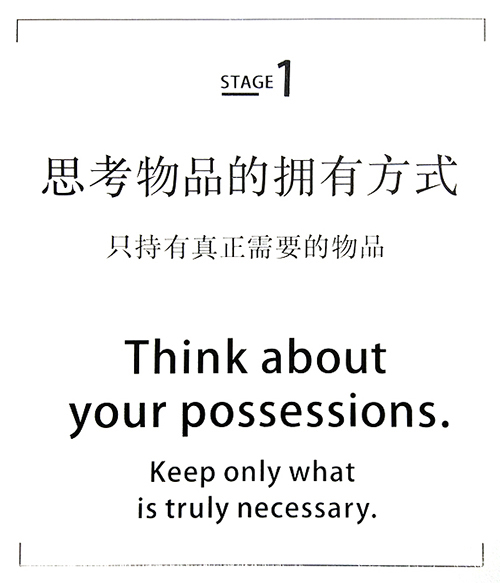 STAGE 1
思考物品的拥有方式
只持有真正需要的物品
Think about
your possessions.
Keep only what
is truly necessary.